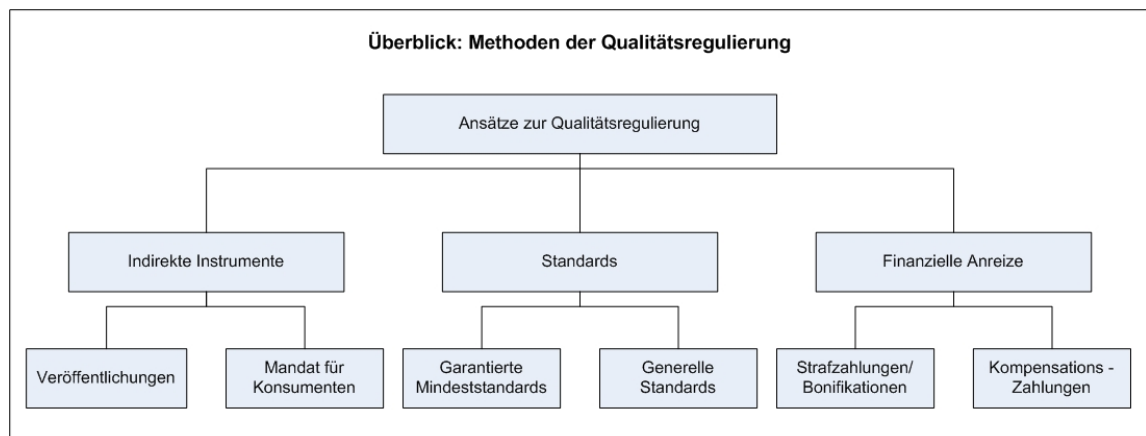 Überblick: Methoden der Qualitätsregulierung
Ansätze zur Qualitätsregulierung
Indirekte Instrumente
Standards
Finanzielle Anreize
Veröffentlichungen
Mandat für
Konsumenten
Garantierte
Mindeststandards
Generelle
Standards
Strafzahlungen/
Bonifikationen
Kompensations -
Zahlungen